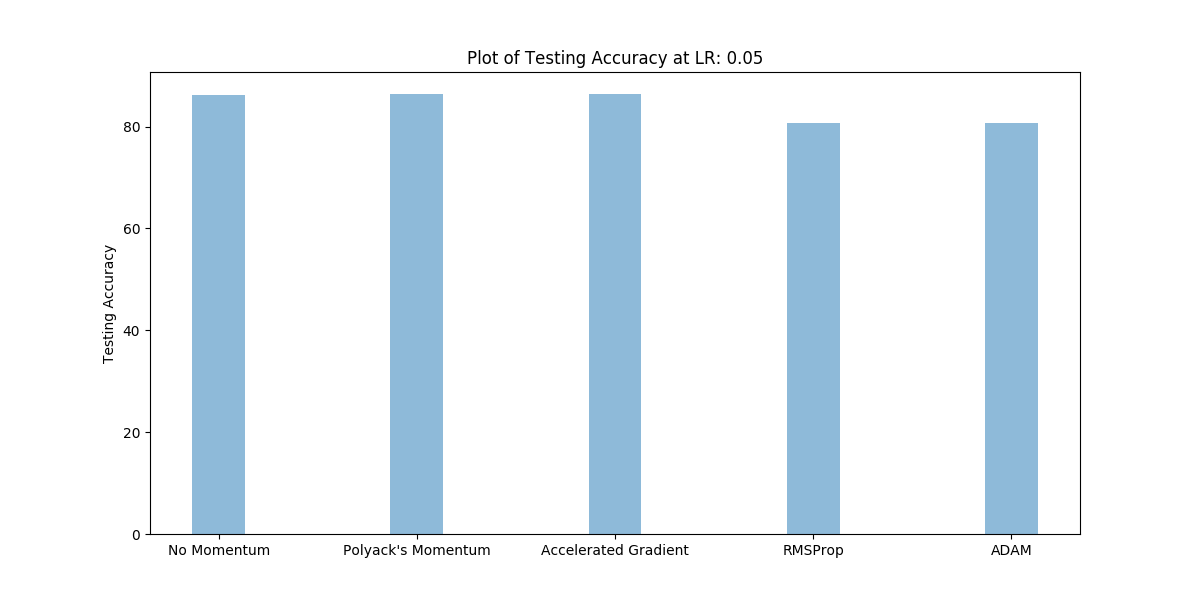 Plot of Testing Accuracy at LR: 0.05
Testing Accuracy
80
60
40
20
0
No Momentum
Polyack's Momentum
Accelerated Gradient
RMSProp
ADAM